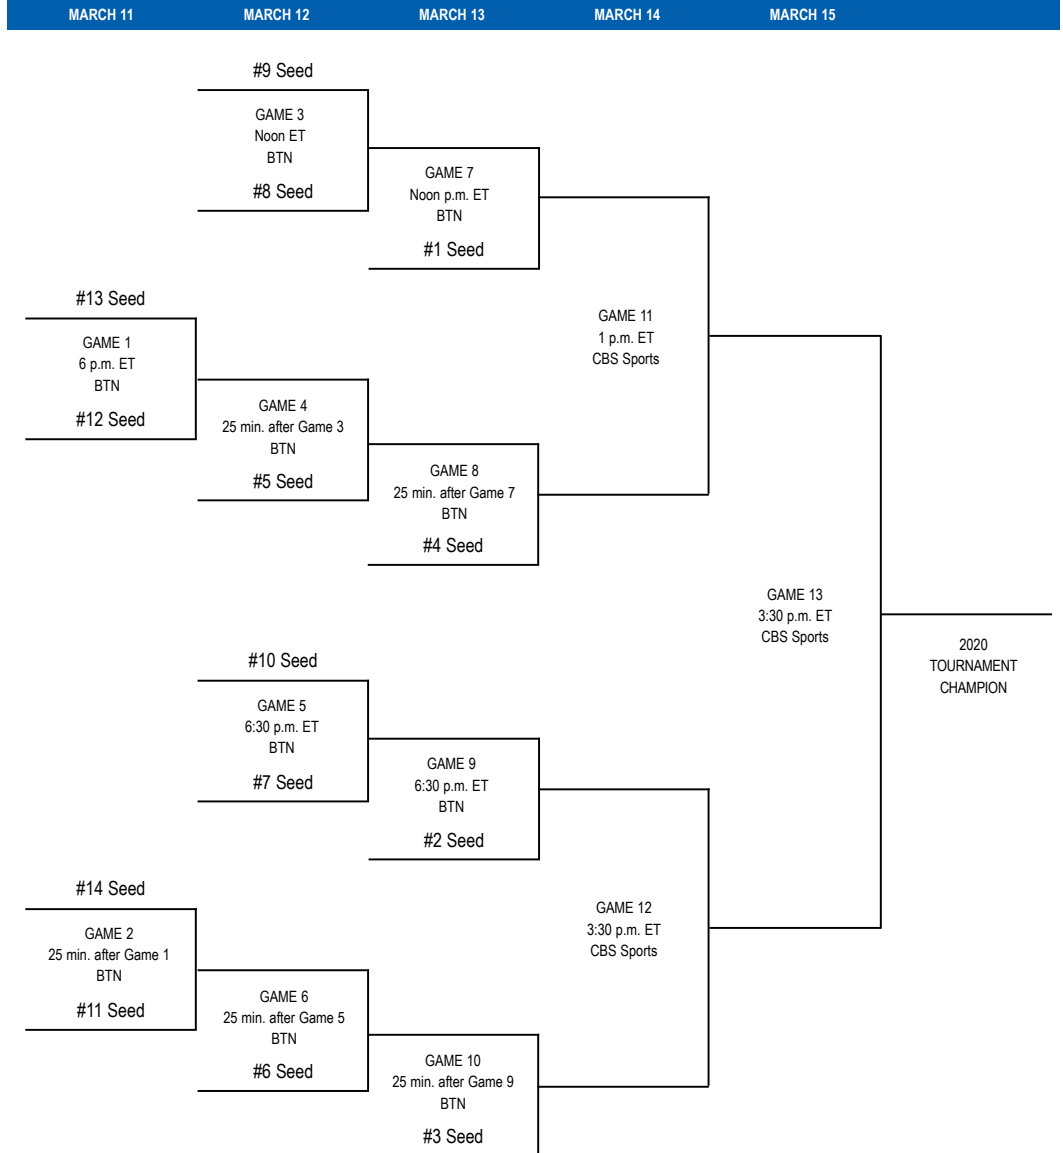 MARCH 11
MARCH 12
MARCH 13
MARCH 14
MARCH 15
#9 Seed
GAME 3
Noon ET
BTN
#8 Seed
GAME 7
Noon p.m. ET
BTN
#1 Seed
#13 Seed
GAME 1
6 p.m. ET
BTN
#12 Seed
GAME 4
25 min. after Game 3
BTN
#5 Seed
GAME 8
25 min. after Game 7
BTN
#4 Seed
GAME 11
1 p.m. ET
CBS Sports
#10 Seed
GAME 5
6:30 p.m. ET
BTN
#7 Seed
GAME 9
6:30 p.m. ET
BTN
#2 Seed
#14 Seed
GAME 2
25 min. after Game 1
BTN
#11 Seed
GAME 6
25 min. after Game 5
BTN
#6 Seed
GAME 10
25 min. after Game 9
BTN
#3 Seed
GAME 12
3:30 p.m. ET
CBS Sports
GAME 13
3:30 p.m. ET
CBS Sports
2020
TOURNAMENT
CHAMPION